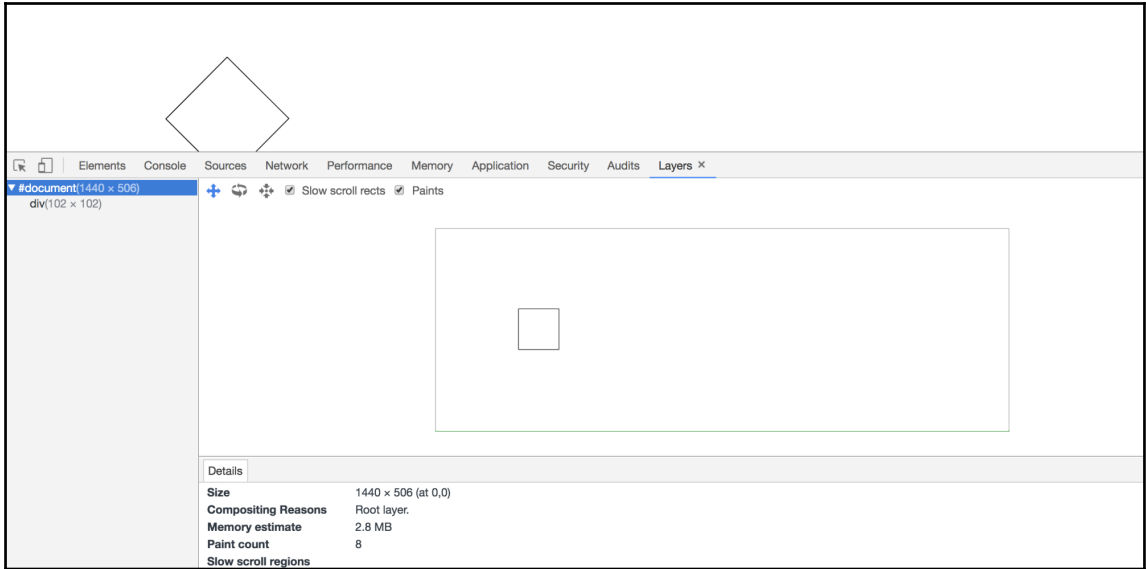 Elements Console Sources Network Performance Memory Application Security Audits Layers ×
#document(1440 × 506)
Slow scroll rects Paints
div(102 × 102)
Details
Size 1440 × 506 (at 0,0)
Compositing Reasons Root layer.
Memory estimate 2.8 MB
Paint count 8
Slow scroll regions